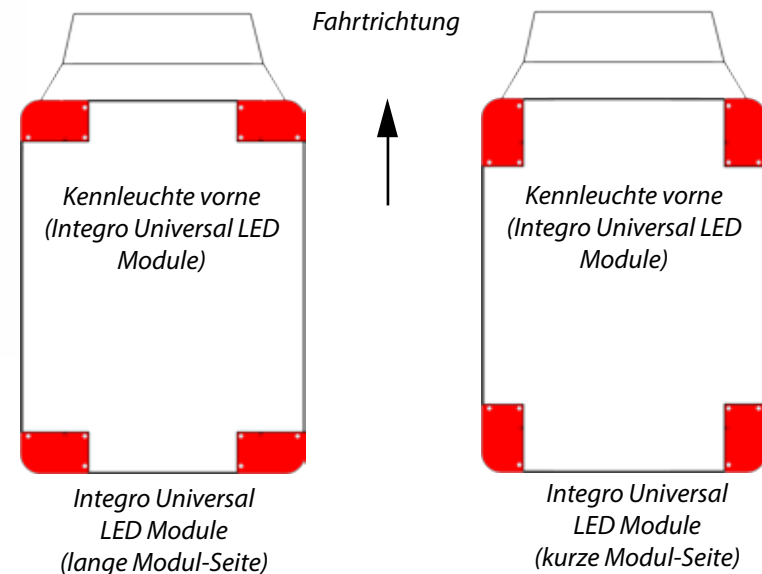 Fahrtrichtung
Kennleuchte vorne
(Integro Universal LED
Module)
Kennleuchte vorne
(Integro Universal LED
Module)
Integro Universal
LED Module
(lange Modul-Seite)
Integro Universal
LED Module
(kurze Modul-Seite)